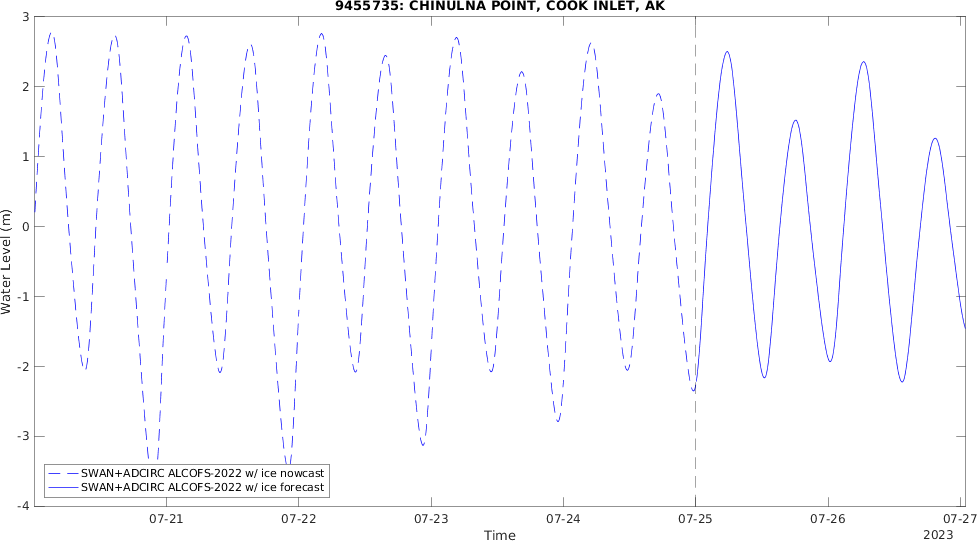 9455735: CHINULNA POINT, COOK INLET, AK
3
2
1
0
-1
-2
-3
-4
Water Level (m)
SWAN+ADCIRC ALCOFS-2022 w/ ice nowcast
SWAN+ADCIRC ALCOFS-2022 w/ ice forecast
07-21 07-22 07-23 07-24 07-25 07-26 07-27
Time
2023